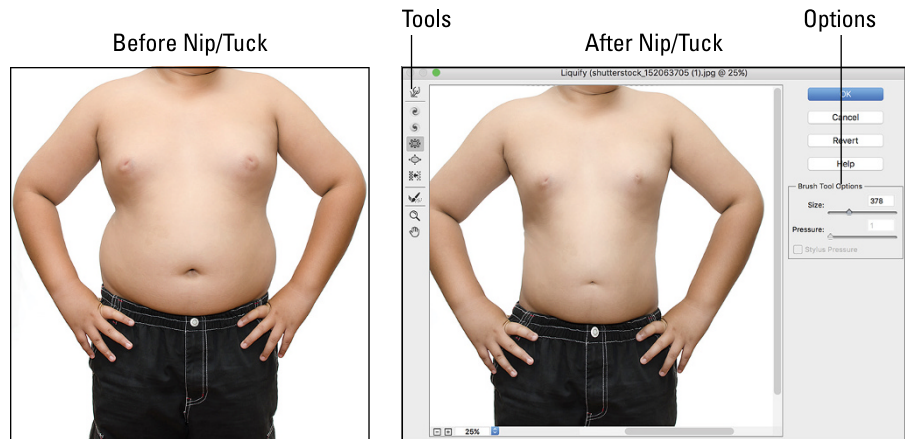 Tools
Options
Before Nip/Tuck
After Nip/Tuck
Liquify (shutterstock_152063705 (1).jpg @ 25%)
OK
Cancel
Revert
Help
Brush Tool Options
Size: 378
Pressure: 1
Stylus Pressure
25%